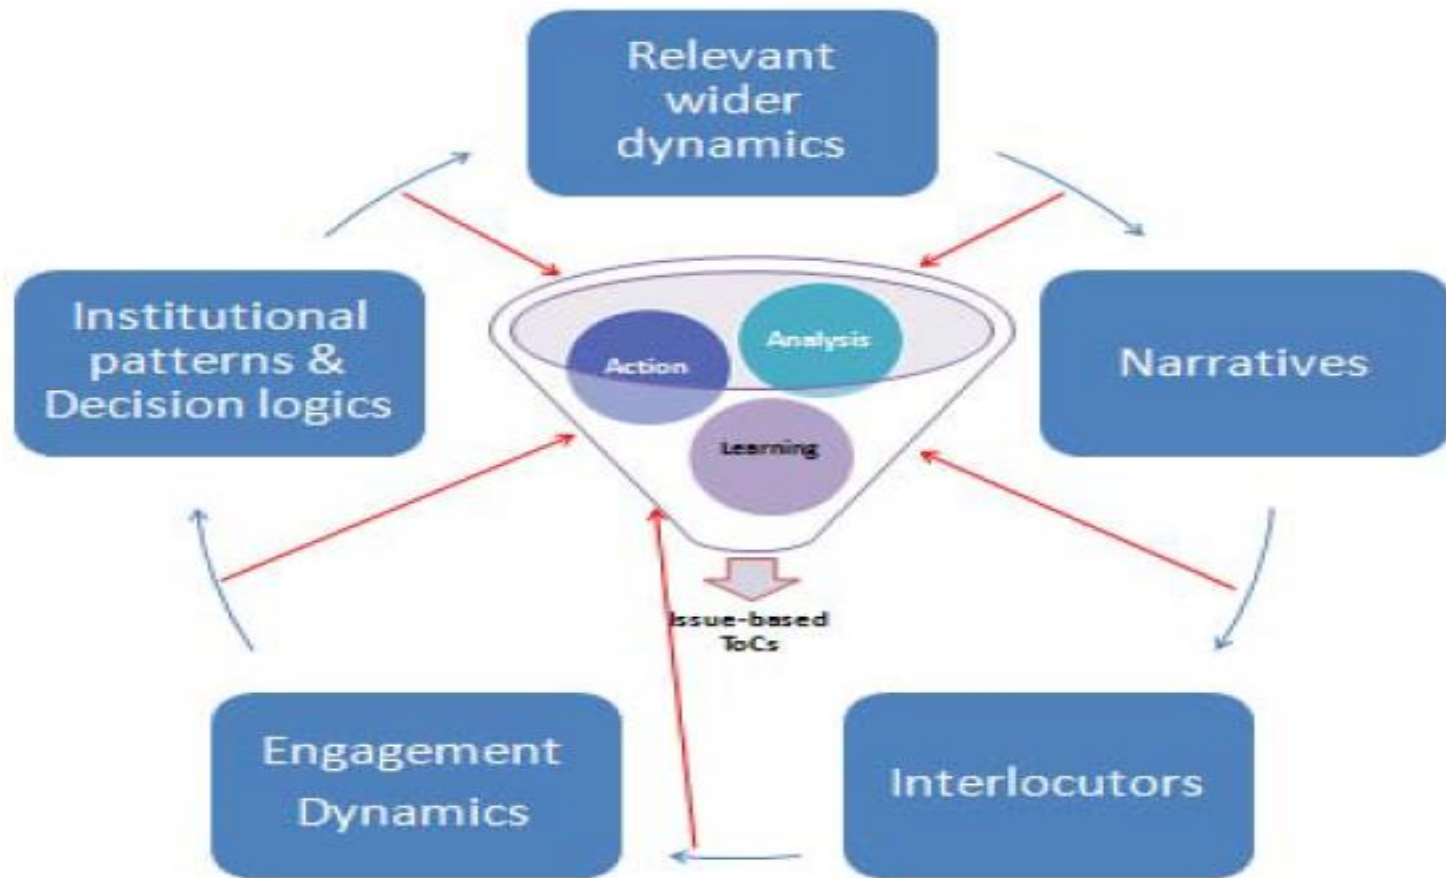 Relevant
wider
dynamics
Institutional
patterns &
Decision logics
Action
Analysis
Learning
Narratives
Issue-based
ToCs
Engagement
Dynamics
Interlocutors